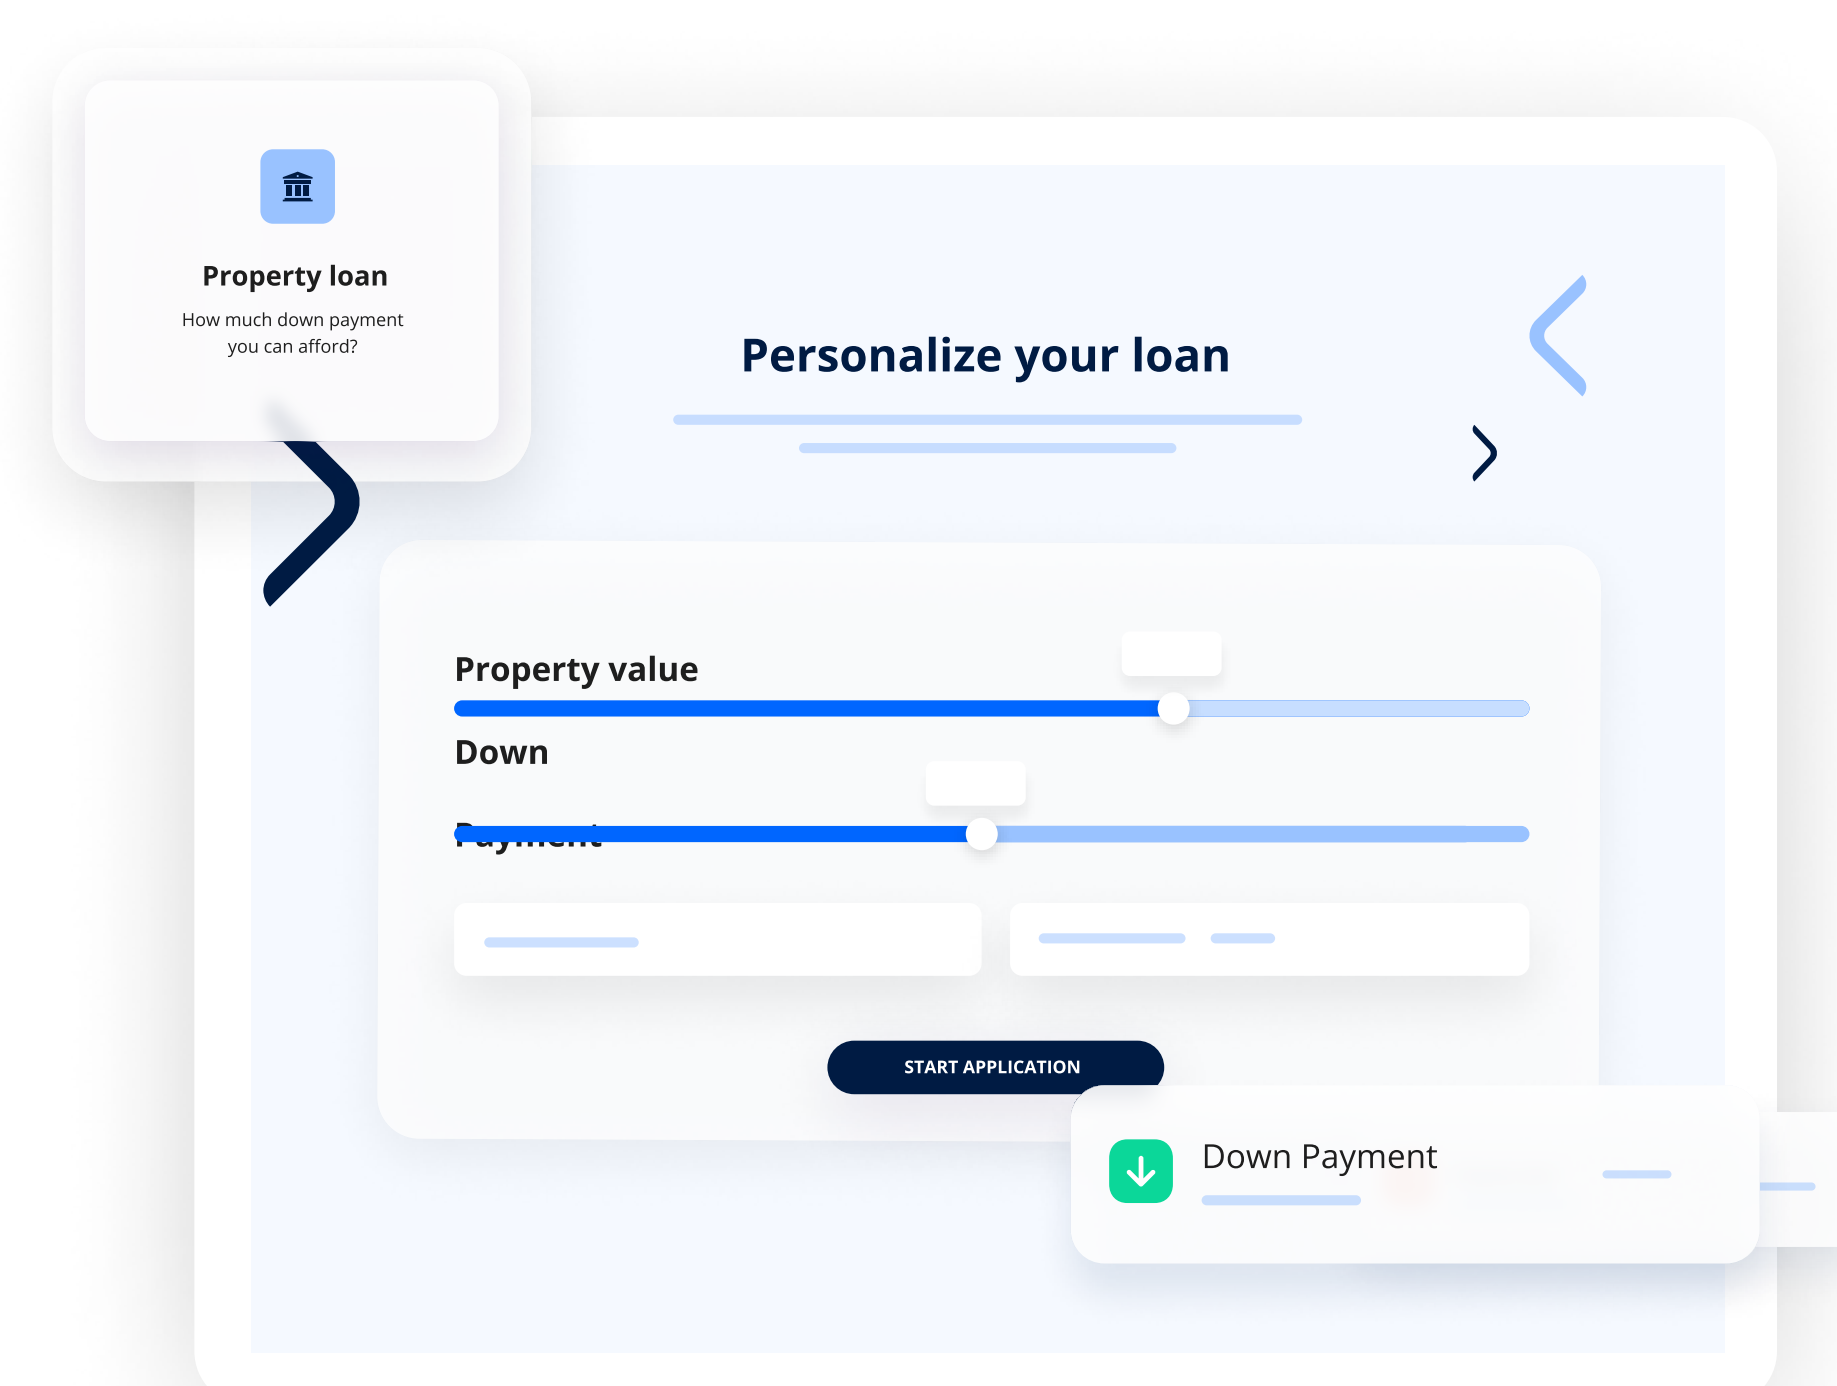 Property loan
How much down payment
you can afford?
Personalize your loan
Property value
Down
Payment
START APPLICATION
Down Payment